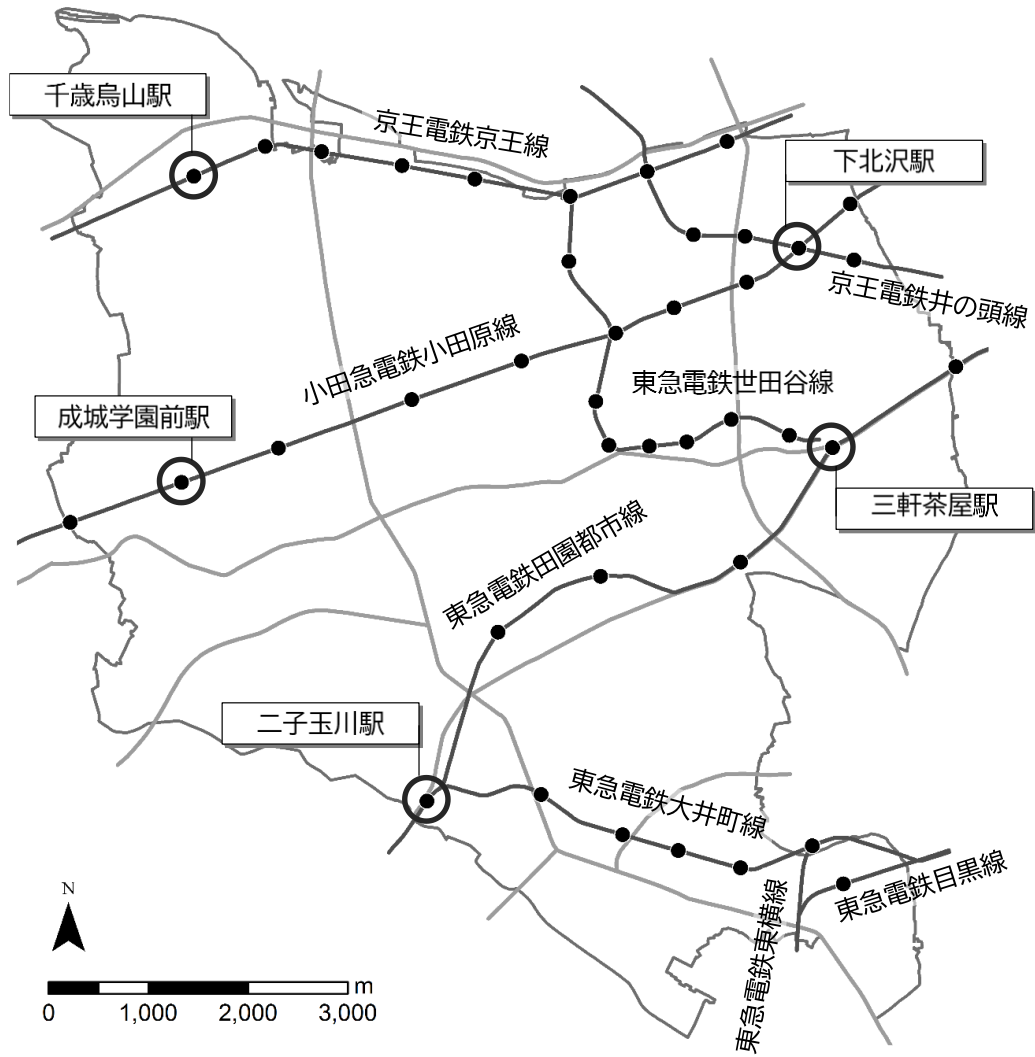 千歳烏山駅
京王電鉄京王線
下北沢駅
京王電鉄井の頭線
小田急電鉄小田原線
東急電鉄世田谷線
成城学園前駅
三軒茶屋駅
東急電鉄田園都市線
二子玉川駅
東急電鉄大井町線
東急電鉄目黒線
東急電鉄東横線
N
m
0 1,000 2,000 3,000